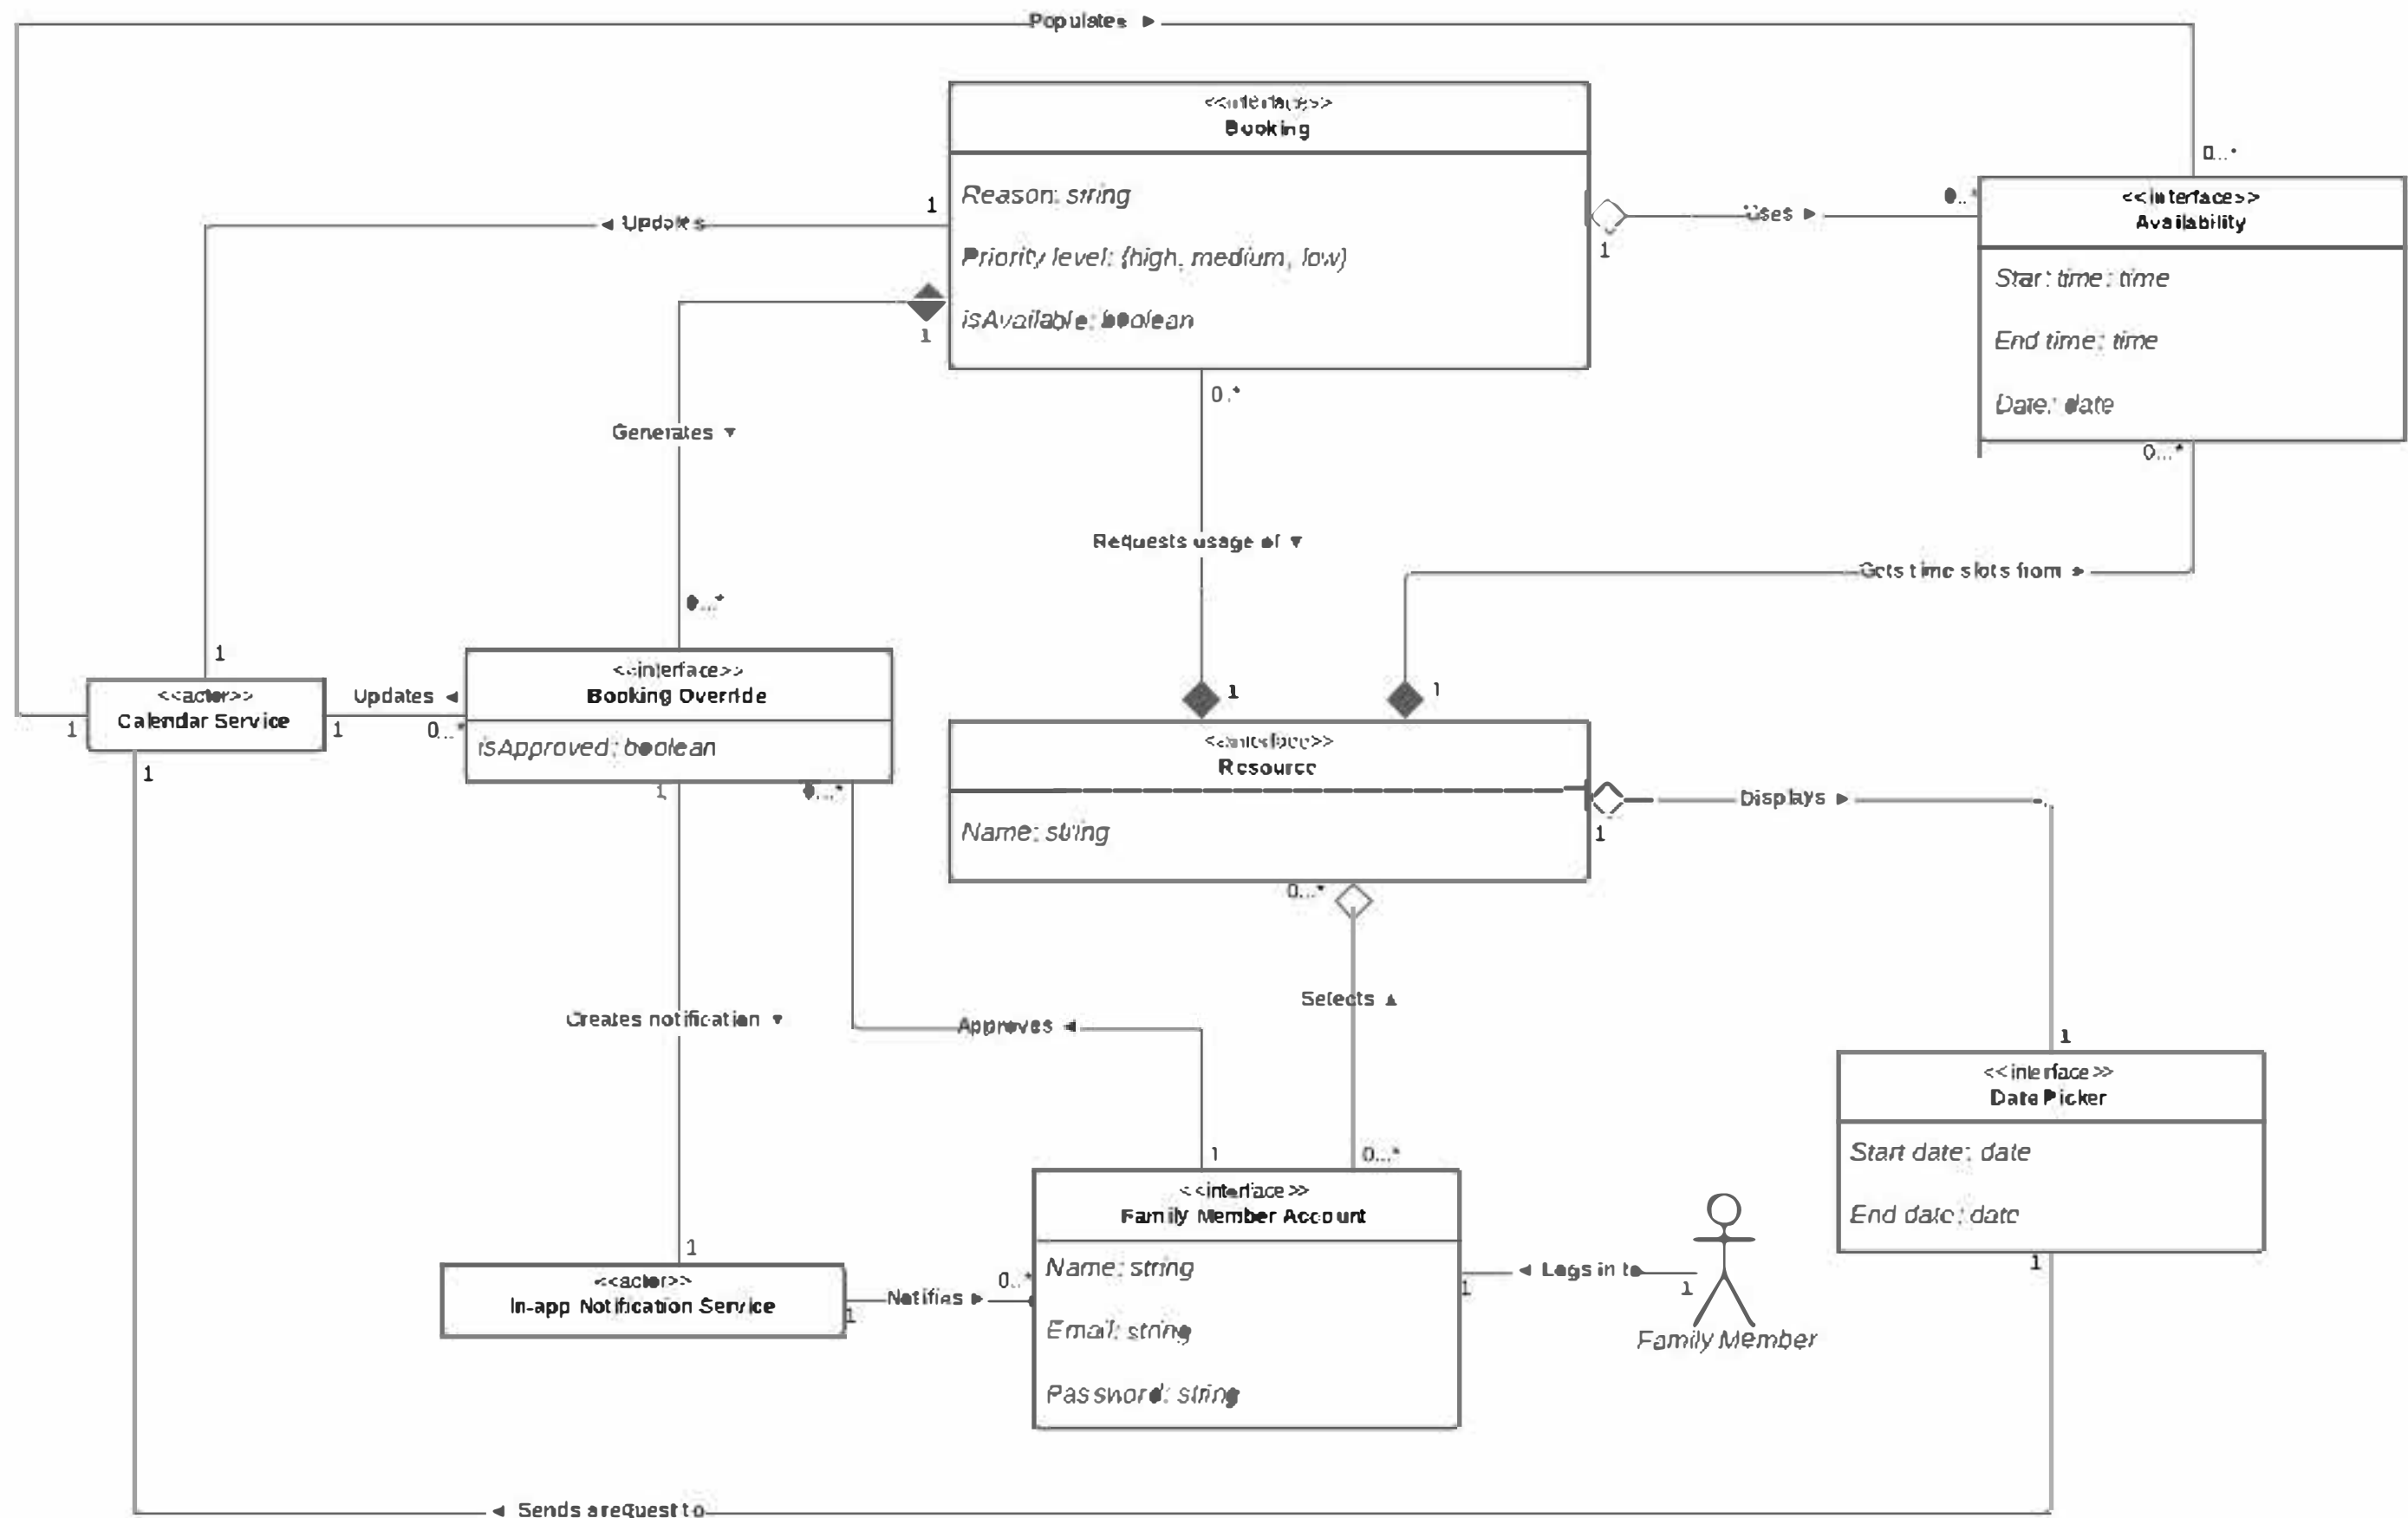 Populates ►
<<interface>>
Booking
Reason: string
Priority level: {high, medium, low}
isAvailable: boolean
1
◄ Updates
1
Uses ►
0...*
0...*
<<interface>>
Availability
Start time: time
End time: time
Date: date
1
0..*
0...*
Generates ▼
Requests usage of ▼
Gets time slots from ►
0...*
1
<<actor>>
Calendar Service
1
1
1
Updates ◄
0...*
<<interface>>
Booking Override
isApproved: boolean
1
0...*
1
1
<<interface>>
Resource
Name: string
1
Displays ►
0...*
Selects ▲
Creates notification ▼
Approves ◄
1
0...*
1
<<interface>>
Date Picker
Start date: date
End date: date
1
<<interface>>
Family Member Account
Name: string
Email: string
Password: string
1
◄ Logs in to
1
Family Member
1
<<actor>>
In-app Notification Service
1
Notifies ►
0...*
◄ Sends a request to